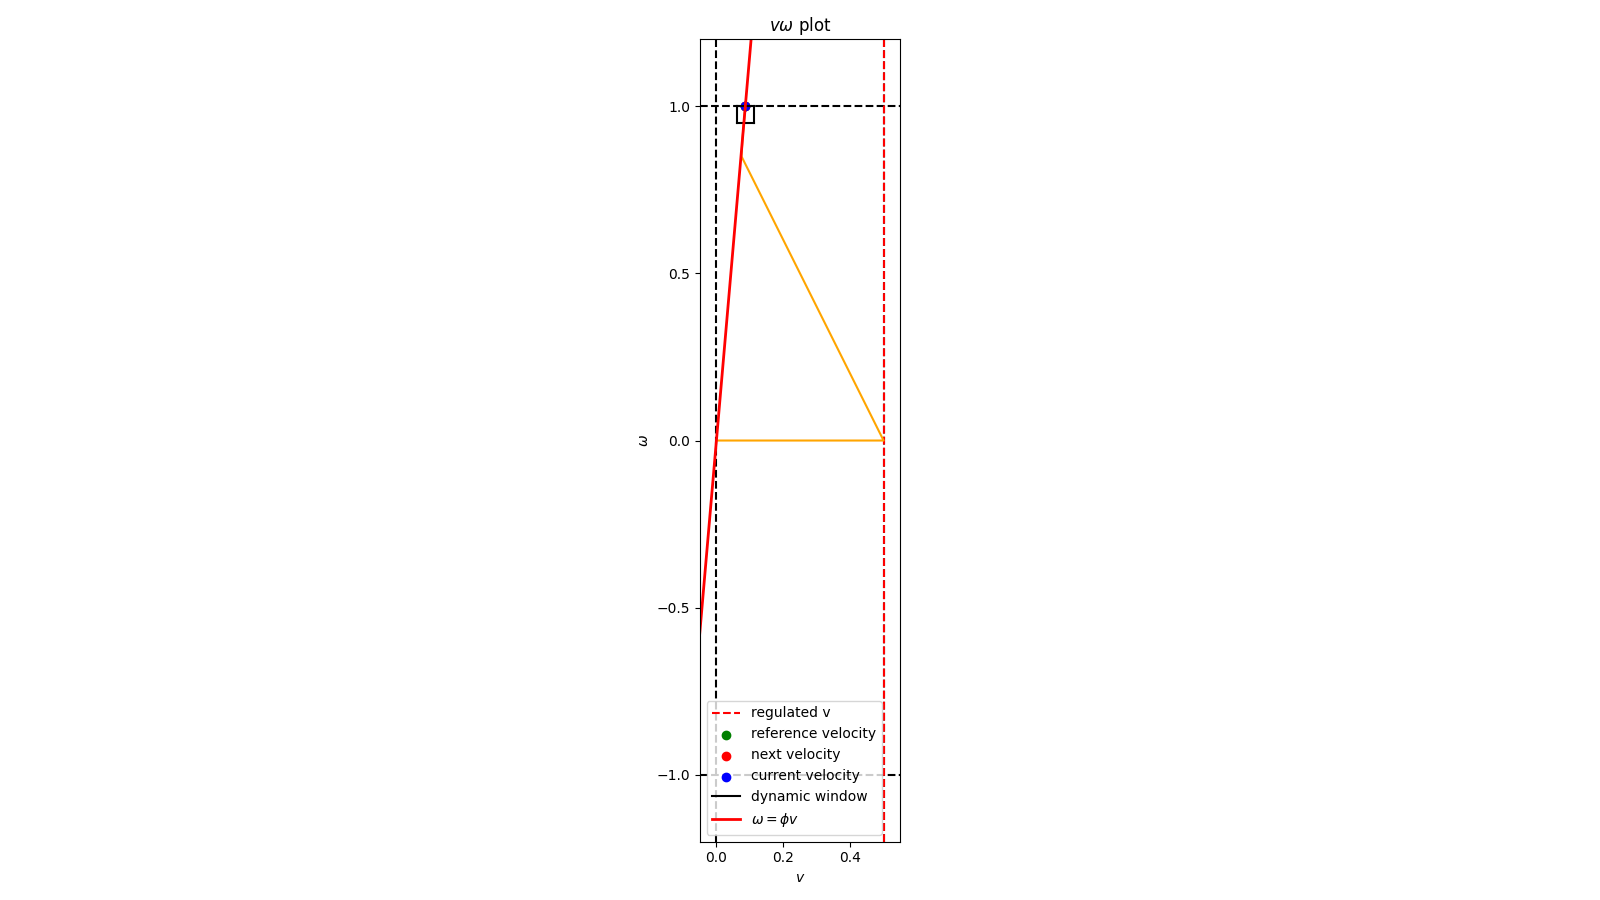 vω plot
1.0
0.5
0.0
−0.5
−1.0
ω
regulated v
reference velocity
next velocity
current velocity
dynamic window
ω = ϕv
0.0 0.2 0.4
v